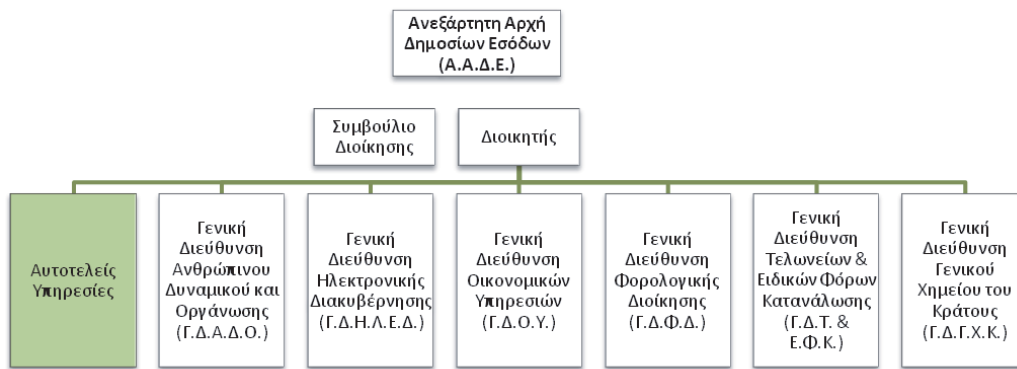 Ανεξάρτητη Αρχή
Δημοσίων Εσόδων
(Α.Α.Δ.Ε.)
Συμβούλιο
Διοίκησης
Διοικητής
Αυτοτελείς
Υπηρεσίες
Γενική
Διεύθυνση
Ανθρώπινου
Δυναμικού και
Οργάνωσης
(Γ.Δ.Α.Δ.Ο.)
Γενική
Διεύθυνση
Ηλεκτρονικής
Διακυβέρνησης
(Γ.Δ.Η.Λ.Ε.Δ.)
Γενική
Διεύθυνση
Οικονομικών
Υπηρεσιών
(Γ.Δ.Ο.Υ.)
Γενική
Διεύθυνση
Φορολογικής
Διοίκησης
(Γ.Δ.Φ.Δ.)
Γενική
Διεύθυνση
Τελωνείων &
Ειδικών Φόρων
Κατανάλωσης
(Γ.Δ.Τ. &
Ε.Φ.Κ.)
Γενική
Διεύθυνση
Γενικού
Χημείου του
Κράτους
(Γ.Δ.Γ.Χ.Κ.)